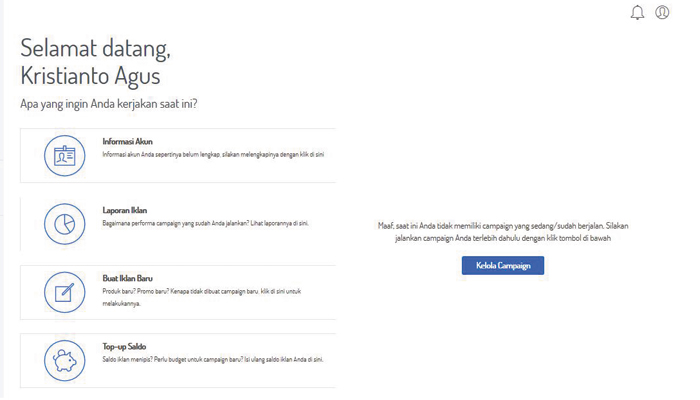 Selamat datang,
Kristianto Agus
Apa yang ingin Anda kerjakan saat ini?
Informasi Akun
Informasi akun Anda sepertinya belum lengkap, silakan melengkapinya dengan klik di sini
Laporan Iklan
Bagaimana performa campaign yang sudah Anda jalankan? Lihat laporannya di sini.
Buat Iklan Baru
Produk baru? Promo baru? Kenapa tidak dibuat campaign baru, klik di sini untuk
melakukannya.
Top-up Saldo
Saldo iklan menipis? Perlu budget untuk campaign baru? Isi ulang saldo iklan Anda di sini.
Maaf, saat ini Anda tidak memiliki campaign yang sedang/sudah berjalan, Silakan
jalankan campaign Anda terlebih dahulu dengan klik tombol di bawah
Kelola Campaign